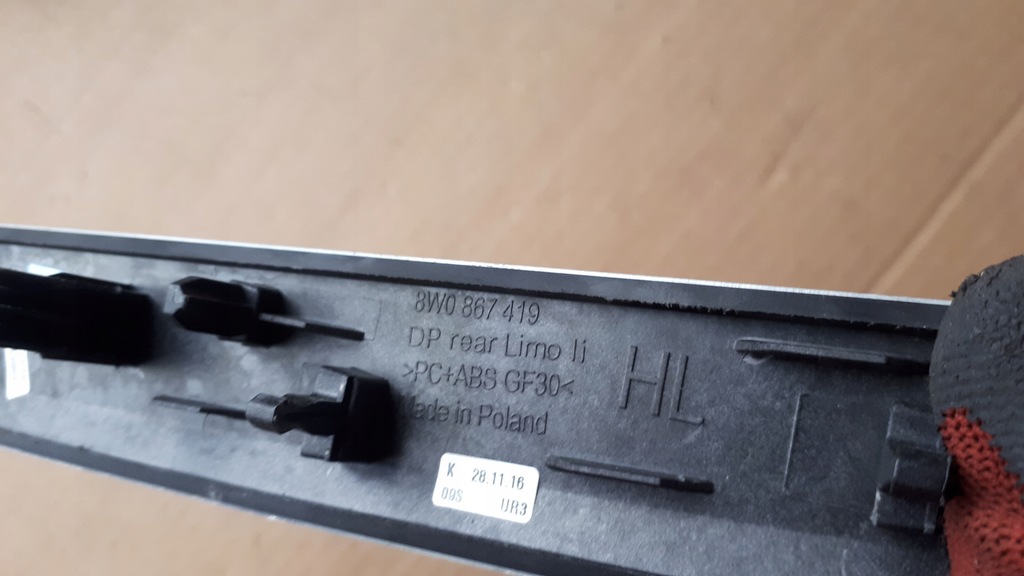 8W0 867 419
DP rear Limo li
>PC+ABS GF30<
Made in Poland
HL
K 28.11.16
09S UR3